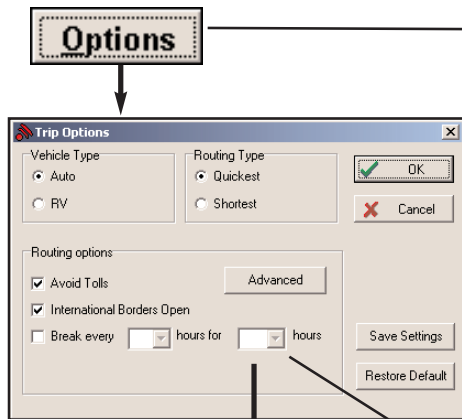 Options
Trip Options
Vehicle Type
Auto
RV
Routing Type
Quickest
Shortest
OK
Cancel
Routing options
Avoid Tolls
Advanced
International Borders Open
Break every hours for hours
Save Settings
Restore Default